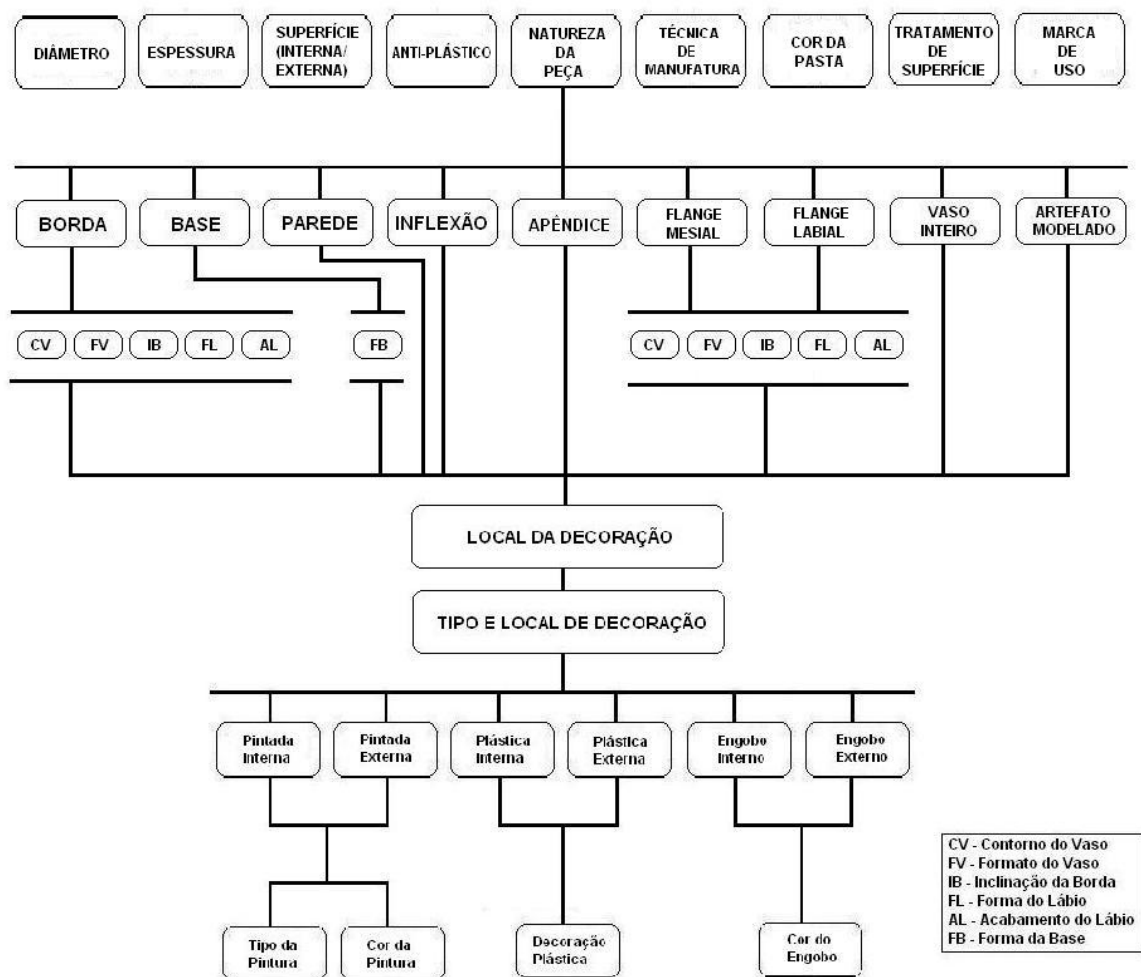 DIÂMETRO
ESPESSURA
SUPERFÍCIE
(INTERNA/
EXTERNA)
ANTI-PLÁSTICO
NATUREZA
DA
PEÇA
TÉCNICA
DE
MANUFATURA
COR DA
PASTA
TRATAMENTO
DE
SUPERFÍCIE
MARCA
DE
USO
BORDA
BASE
PAREDE
INFLEXÃO
APÊNDICE
FLANGE
MESIAL
FLANGE
LABIAL
VASO
INTEIRO
ARTEFATO
MODELADO
CV
FV
IB
FL
AL
FB
CV
FV
IB
FL
AL
LOCAL DA DECORAÇÃO
TIPO E LOCAL DE DECORAÇÃO
Pintada
Interna
Pintada
Externa
Plástica
Interna
Plástica
Externa
Engobo
Interno
Engobo
Externo
Tipo da
Pintura
Cor da
Pintura
Decoração
Plástica
Cor do
Engobo
CV - Contorno do Vaso
FV - Formato do Vaso
IB - Inclinação da Borda
FL - Forma do Lábio
AL - Acabamento do Lábio
FB - Forma da Base